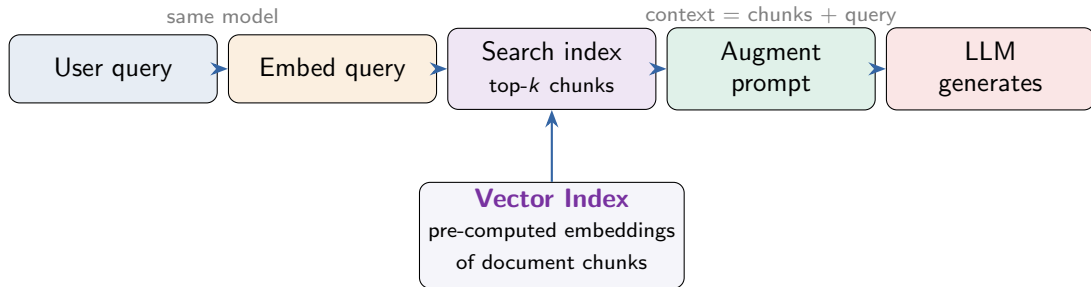 same model
context = chunks + query
User query
Embed query
Search index
top-k chunks
Augment
prompt
LLM
generates
Vector Index
pre-computed embeddings
of document chunks